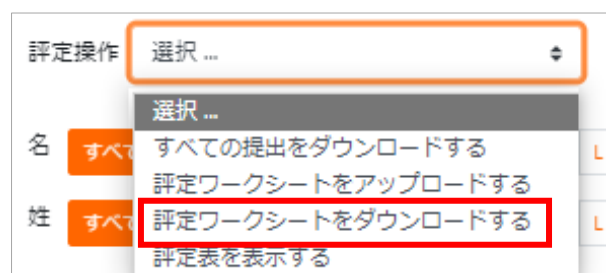 評定操作 選択 ...
選択 ...
名 すべて すべての提出をダウンロードする L
評定ワークシートをアップロードする
姓 すべて 評定ワークシートをダウンロードする L
評定表を表示する